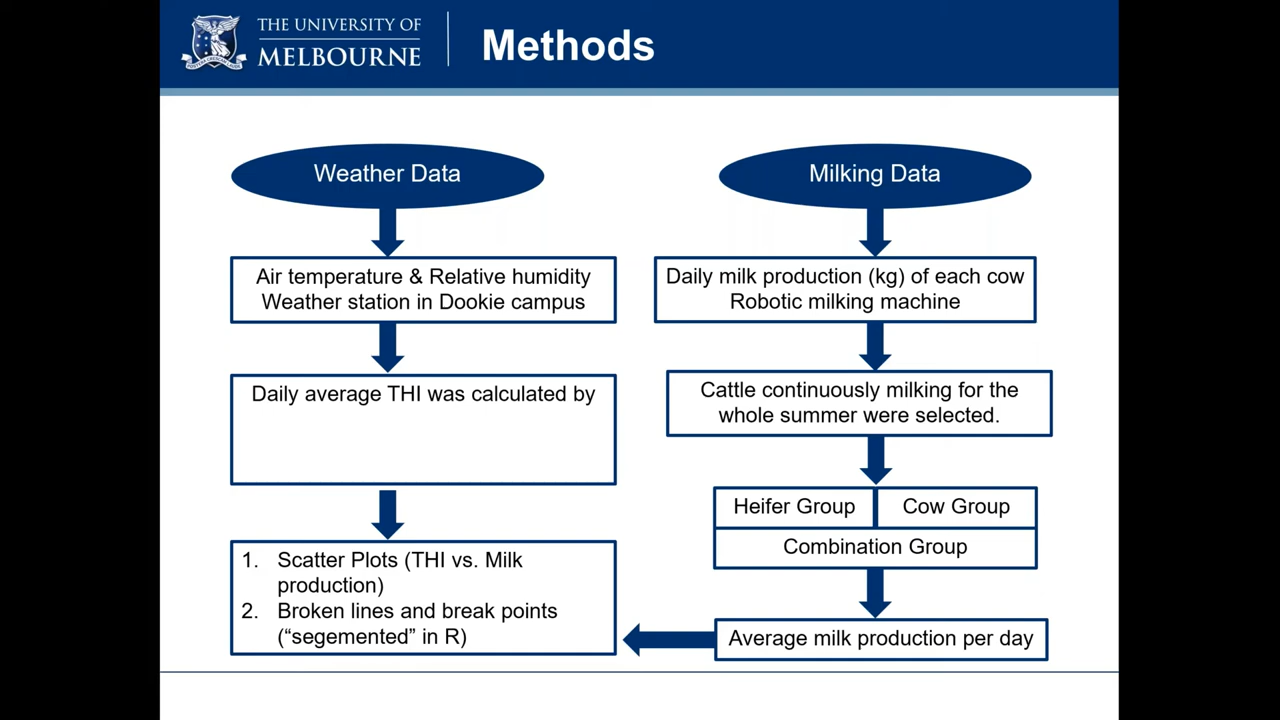 THE UNIVERSITY OF
MELBOURNE
Methods
Weather Data
Air temperature & Relative humidity
Weather station in Dookie campus
Daily average THI was calculated by
1. Scatter Plots (THI vs. Milk
production)
2. Broken lines and break points
(“segemented” in R)
Milking Data
Daily milk production (kg) of each cow
Robotic milking machine
Cattle continuously milking for the
whole summer were selected.
Heifer Group
Cow Group
Combination Group
Average milk production per day